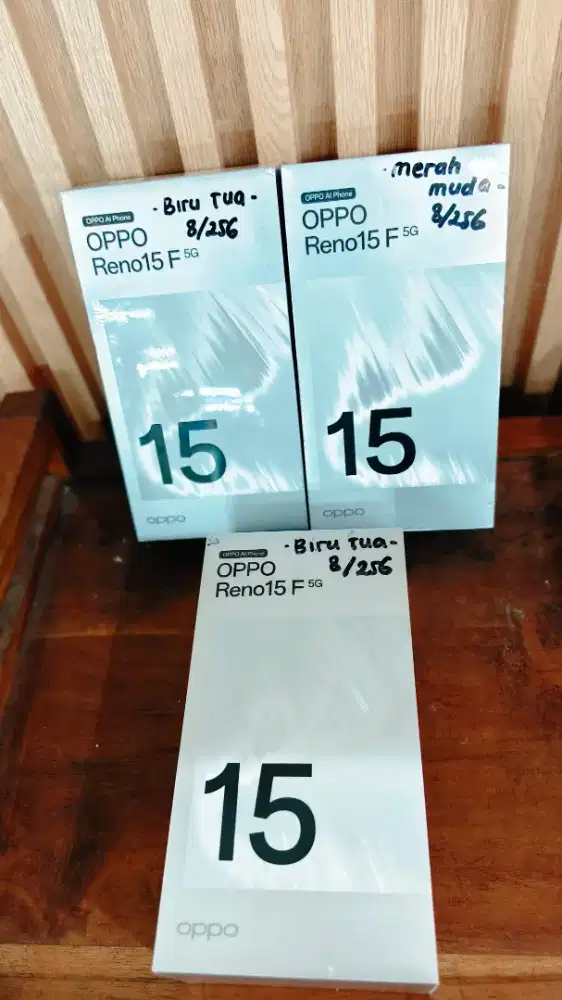 - Biru Tua -
8/256
OPPO AI Phone
OPPO
Reno15 F 5G
15
oppo
- merah
muda -
8/256
OPPO AI Phone
OPPO
Reno15 F 5G
15
oppo
- Biru Tua -
8/256
OPPO AI Phone
OPPO
Reno15 F 5G
15
oppo